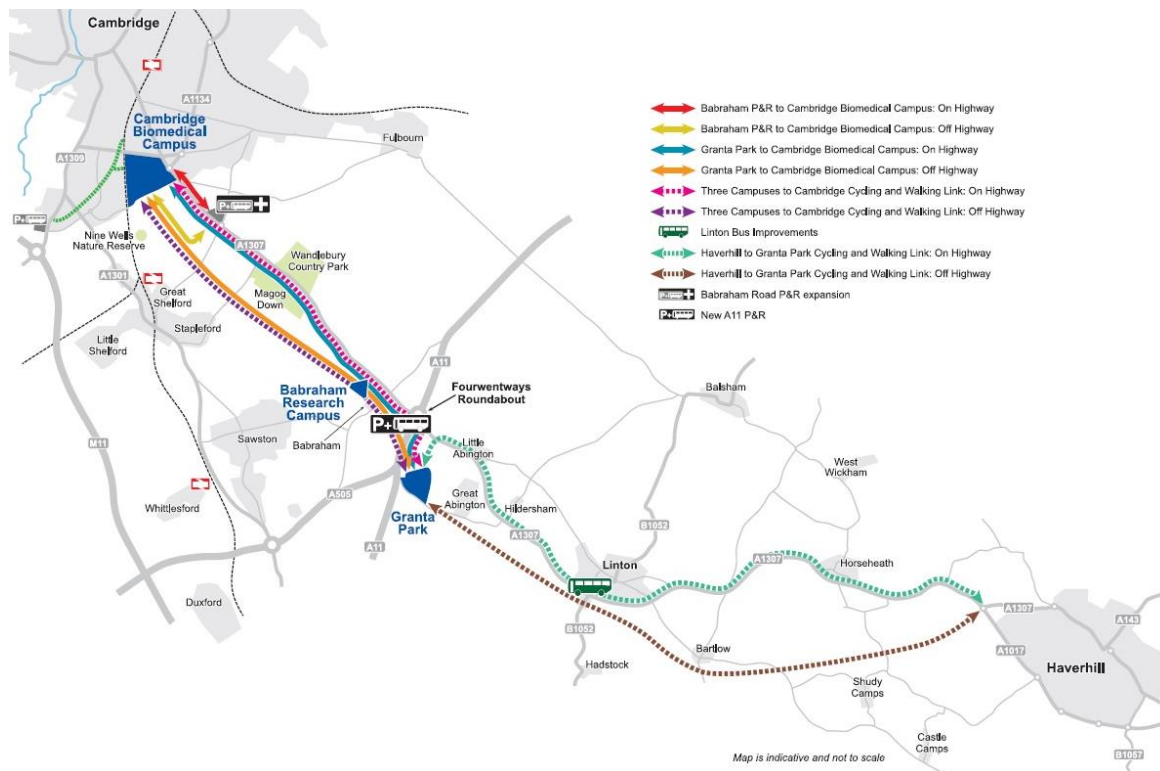 Cambridge
A1134
Cambridge
Biomedical
Campus
Fulbourn
A1309
P+
P+ +
Nine Wells
Nature Reserve
A1307
A1301
Wandlebury
Country Park
Great
Shelford
Magog
Down
Stapleford
Little
Shelford
A11
Babraham
Research
Campus
Fourwentways
Roundabout
P+
Balsham
M11
Sawston
Babraham
Little
Abington
West
Wickham
Whittlesford
A505
Great
Abington
Hildersham
Granta
Park
B1052
A1307
A11
Linton
A1307
Horseheath
Duxford
B1052
Hadstock
Bartlow
A1307
A143
A1017
Haverhill
Shudy
Camps
Castle
Camps
B1057
Babraham P&R to Cambridge Biomedical Campus: On Highway
Babraham P&R to Cambridge Biomedical Campus: Off Highway
Granta Park to Cambridge Biomedical Campus: On Highway
Granta Park to Cambridge Biomedical Campus: Off Highway
Three Campuses to Cambridge Cycling and Walking Link: On Highway
Three Campuses to Cambridge Cycling and Walking Link: Off Highway
Linton Bus Improvements
Haverhill to Granta Park Cycling and Walking Link: On Highway
Haverhill to Granta Park Cycling and Walking Link: Off Highway
P+ + Babraham Road P&R expansion
P+ New A11 P&R
Map is indicative and not to scale